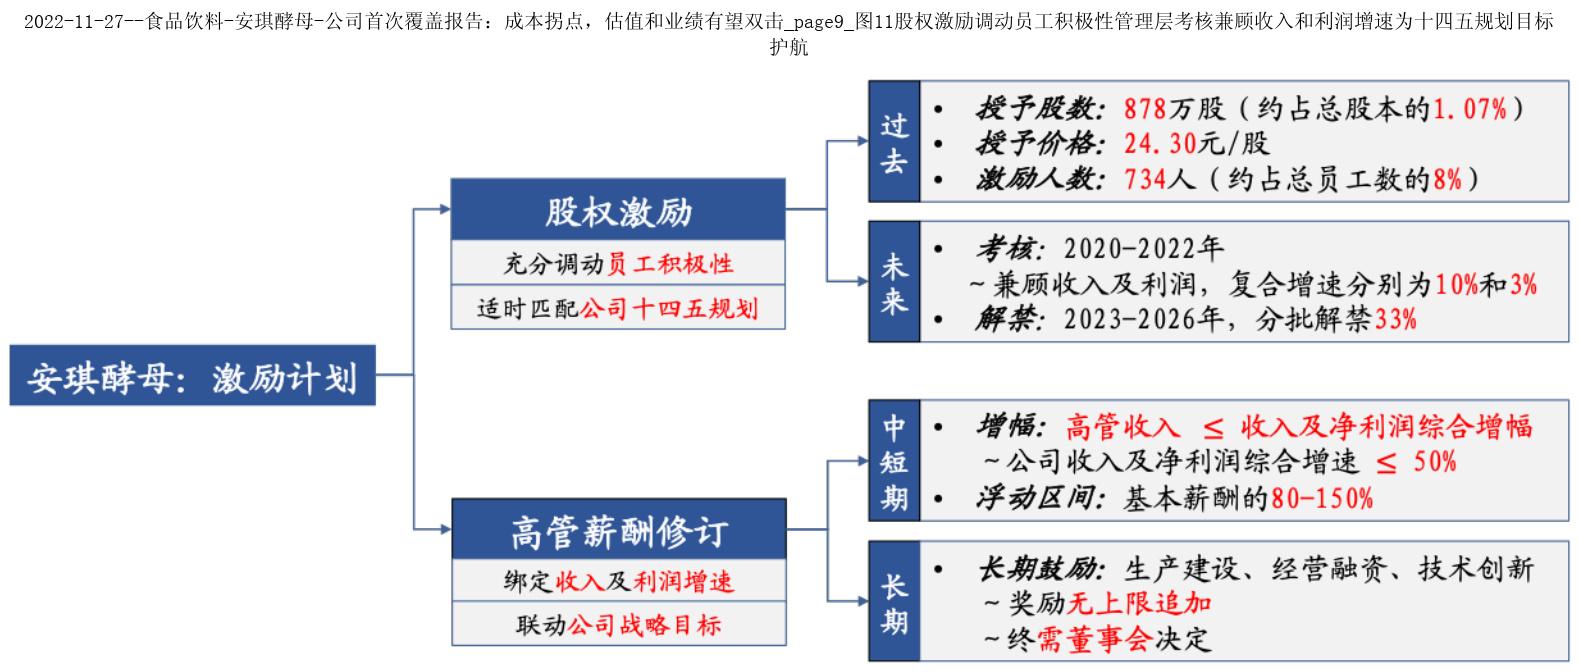 2022-11-27--食品饮料-安琪酵母-公司首次覆盖报告：成本拐点，估值和业绩有望双击_page9_图11股权激励调动员工积极性管理层考核兼顾收入和利润增速为十四五规划目标
护航
安琪酵母：激励计划
股权激励
充分调动员工积极性
适时匹配公司十四五规划
过去
• 授予股数：878万股（约占总股本的1.07%）
• 授予价格：24.30元/股
• 激励人数：734人（约占总员工数的8%）
未来
• 考核：2020-2022年
~兼顾收入及利润，复合增速分别为10%和3%
• 解禁：2023-2026年，分批解禁33%
高管薪酬修订
绑定收入及利润增速
联动公司战略目标
中短期
• 增幅：高管收入 ≤ 收入及净利润综合增幅
~公司收入及净利润综合增速 ≤ 50%
• 浮动区间：基本薪酬的80-150%
长期
• 长期鼓励：生产建设、经营融资、技术创新
~奖励无上限追加
~终需董事会决定